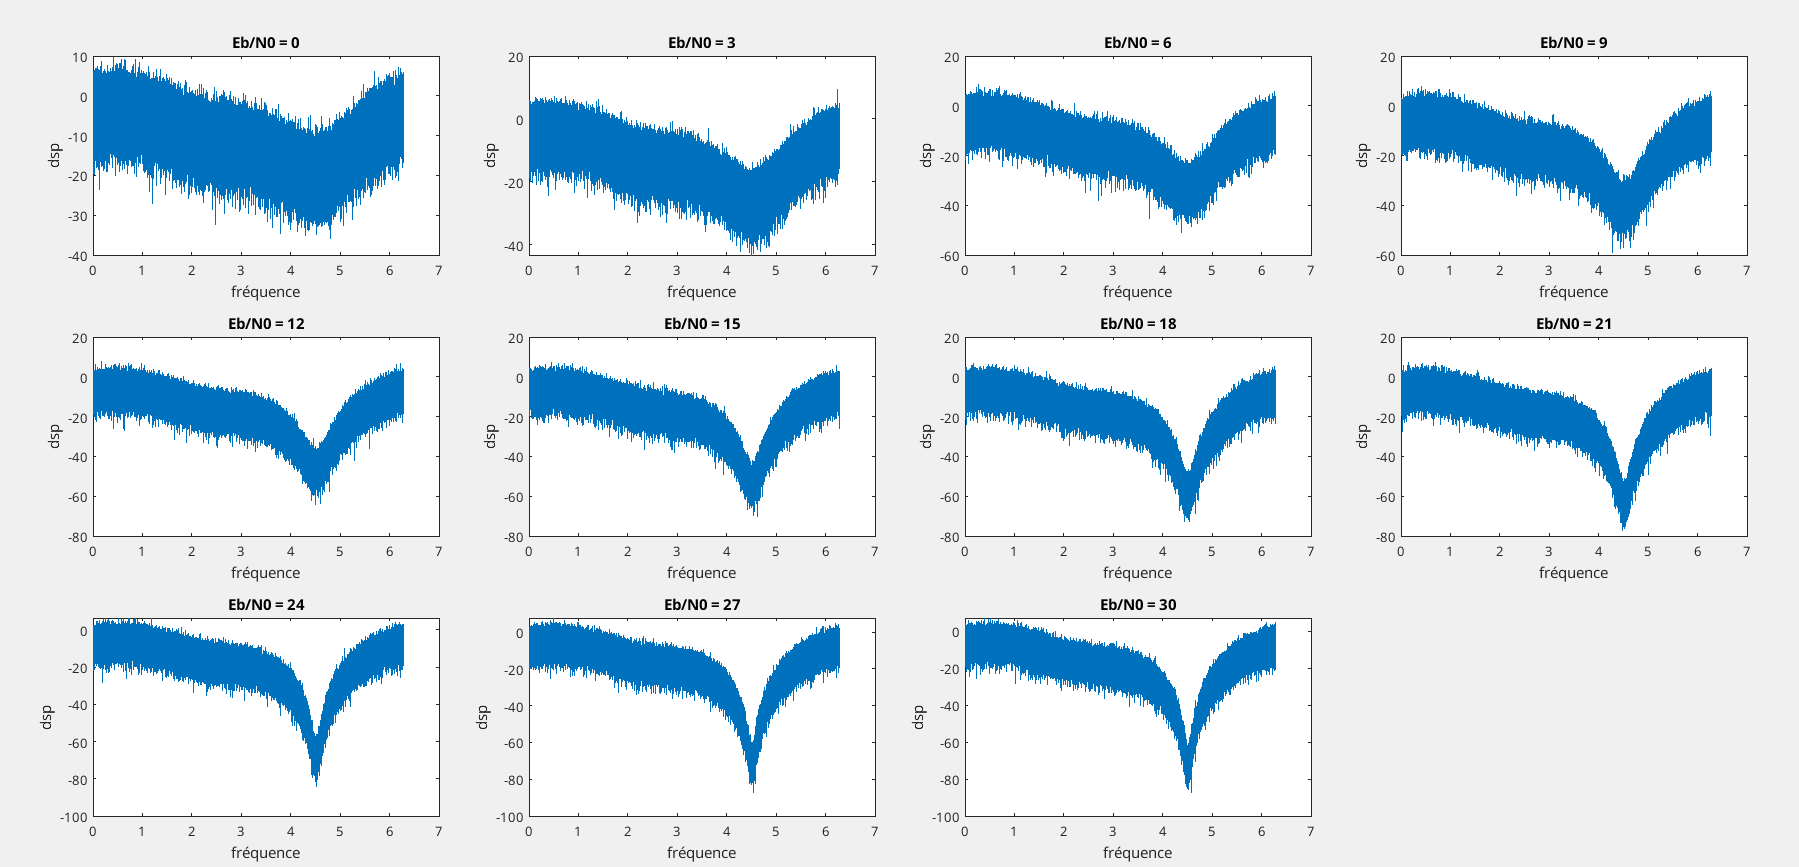 Eb/N0 = 0
10
0
-10
-20
-30
-40
dsp
0 1 2 3 4 5 6 7
fréquence
Eb/N0 = 3
20
0
-20
-40
dsp
0 1 2 3 4 5 6 7
fréquence
Eb/N0 = 6
20
0
-20
-40
-60
dsp
0 1 2 3 4 5 6 7
fréquence
Eb/N0 = 9
20
0
-20
-40
-60
dsp
0 1 2 3 4 5 6 7
fréquence
Eb/N0 = 12
20
0
-20
-40
-60
-80
dsp
0 1 2 3 4 5 6 7
fréquence
Eb/N0 = 15
20
0
-20
-40
-60
-80
dsp
0 1 2 3 4 5 6 7
fréquence
Eb/N0 = 18
20
0
-20
-40
-60
-80
dsp
0 1 2 3 4 5 6 7
fréquence
Eb/N0 = 21
20
0
-20
-40
-60
-80
dsp
0 1 2 3 4 5 6 7
fréquence
Eb/N0 = 24
0
-20
-40
-60
-80
-100
dsp
0 1 2 3 4 5 6 7
fréquence
Eb/N0 = 27
0
-20
-40
-60
-80
-100
dsp
0 1 2 3 4 5 6 7
fréquence
Eb/N0 = 30
0
-20
-40
-60
-80
-100
dsp
0 1 2 3 4 5 6 7
fréquence